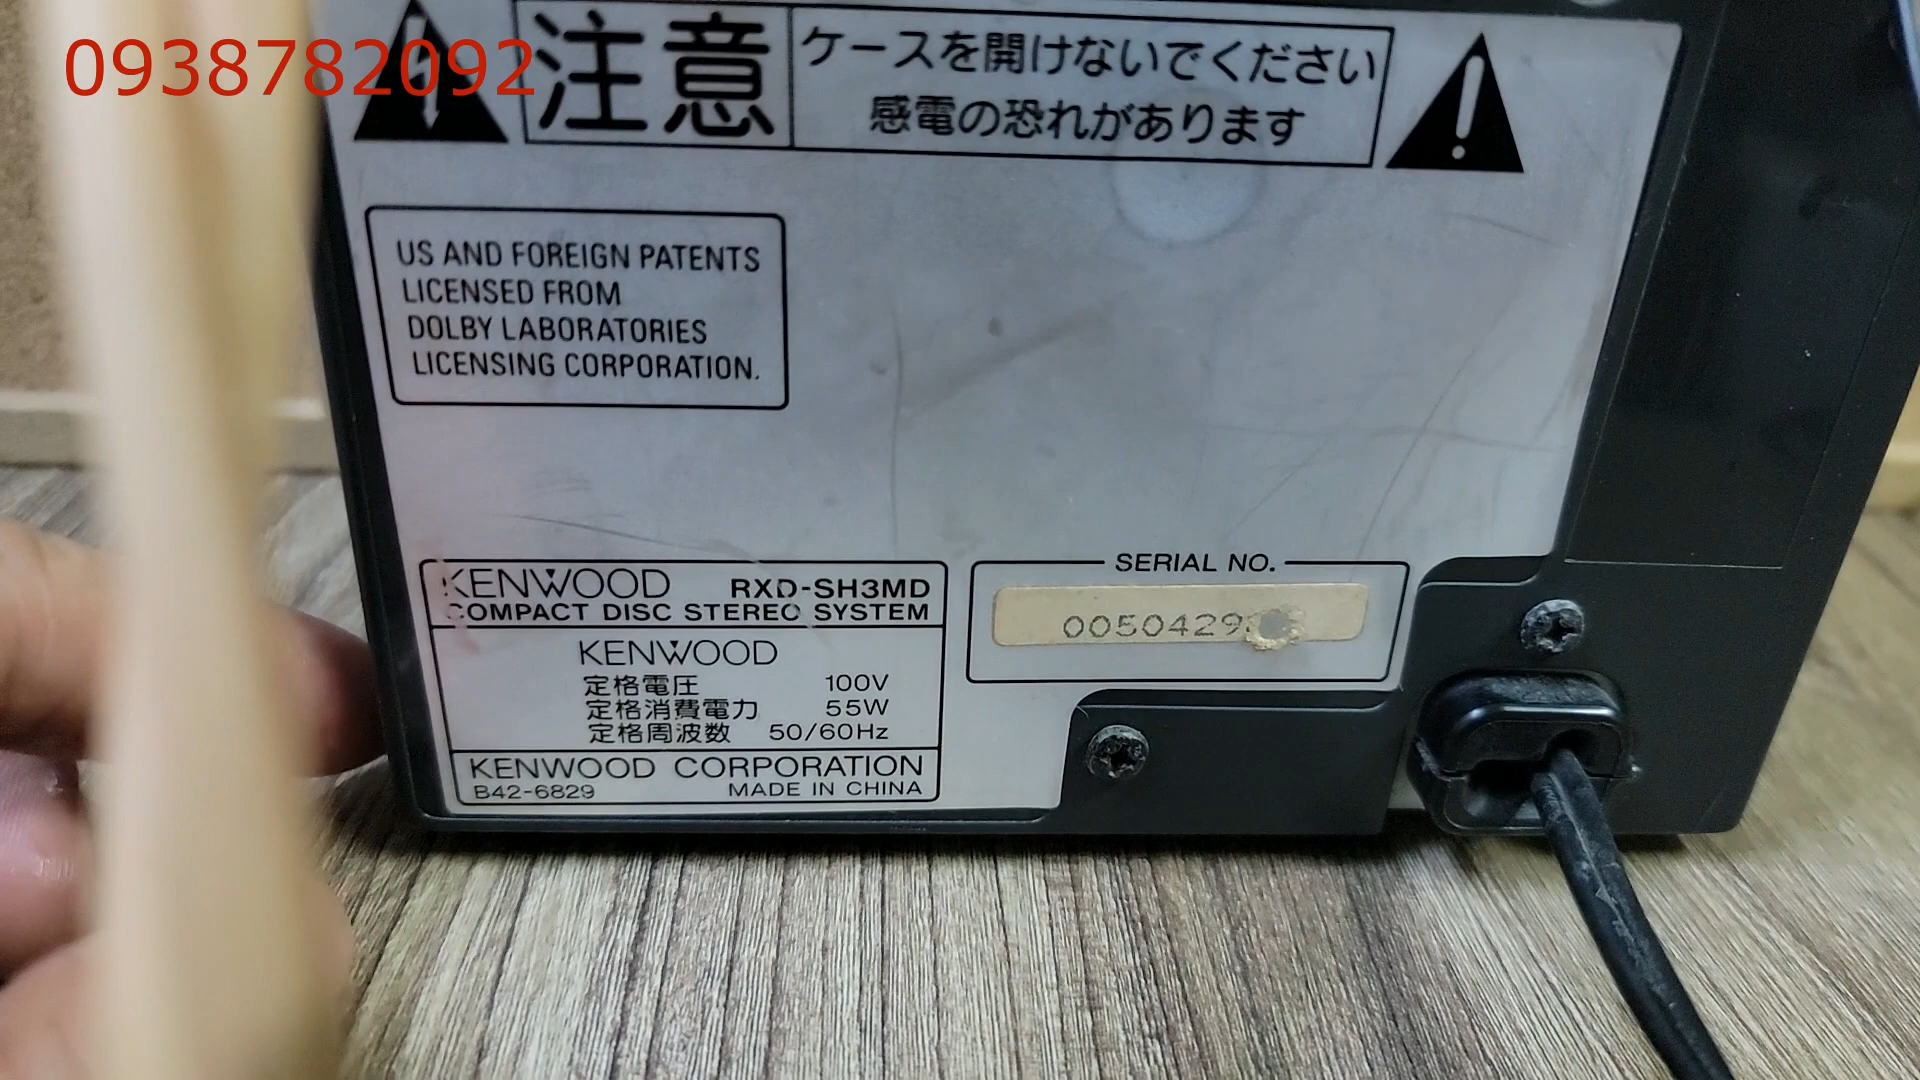 0938782092
注意
ケースを開けないでください
感電の恐れがあります
US AND FOREIGN PATENTS
LICENSED FROM
DOLBY LABORATORIES
LICENSING CORPORATION.
KENWOOD RXD-SH3MD
COMPACT DISC STEREO SYSTEM
KENWOOD
定格電圧 100V
定格消費電力 55W
定格周波数 50/60Hz
KENWOOD CORPORATION
B42-6829 MADE IN CHINA
SERIAL NO.